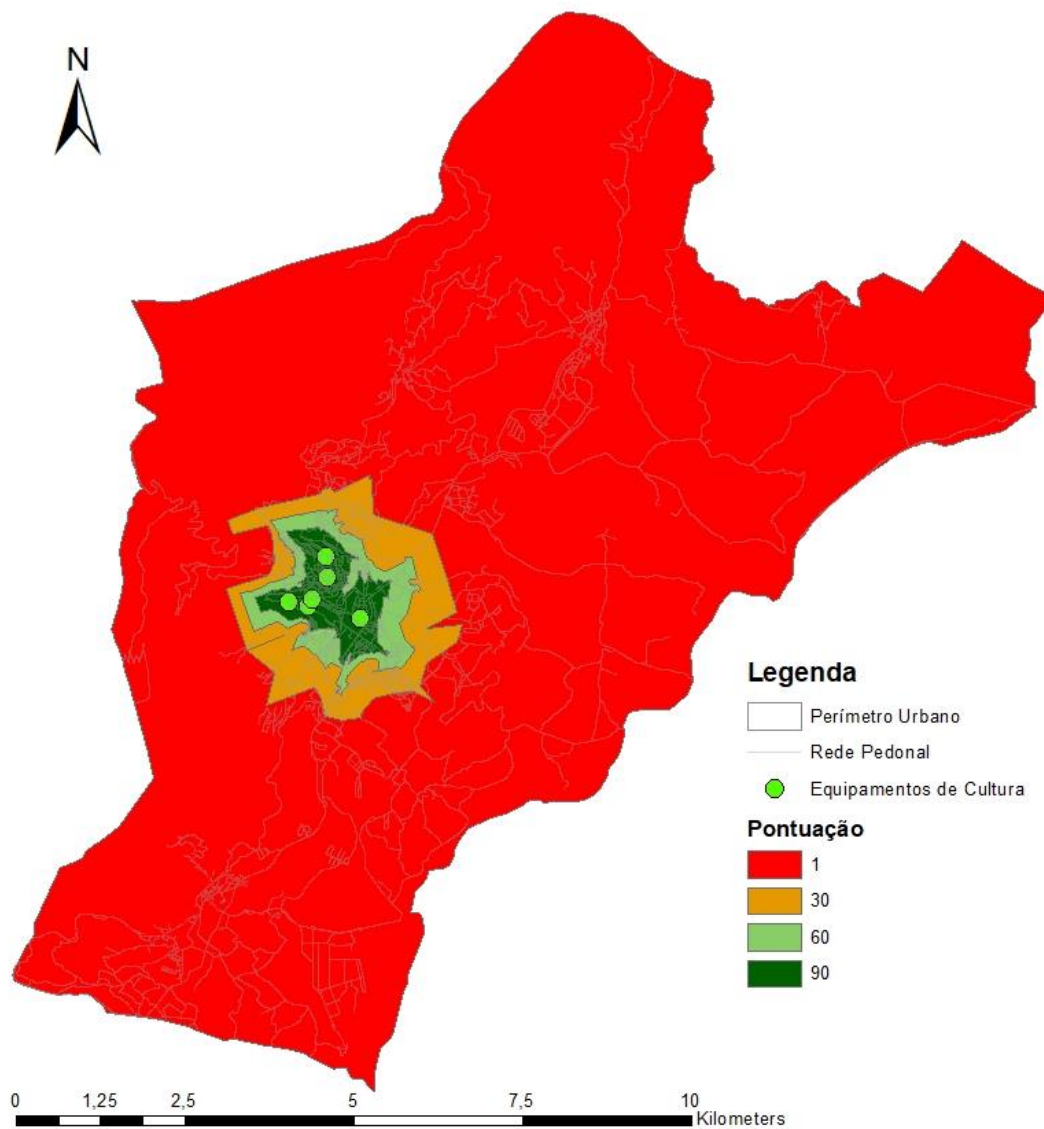 N
Legenda
Perímetro Urbano
Rede Pedonal
Equipamentos de Cultura
Pontuação
1
30
60
90
0 1,25 2,5 5 7,5 10
Kilometers